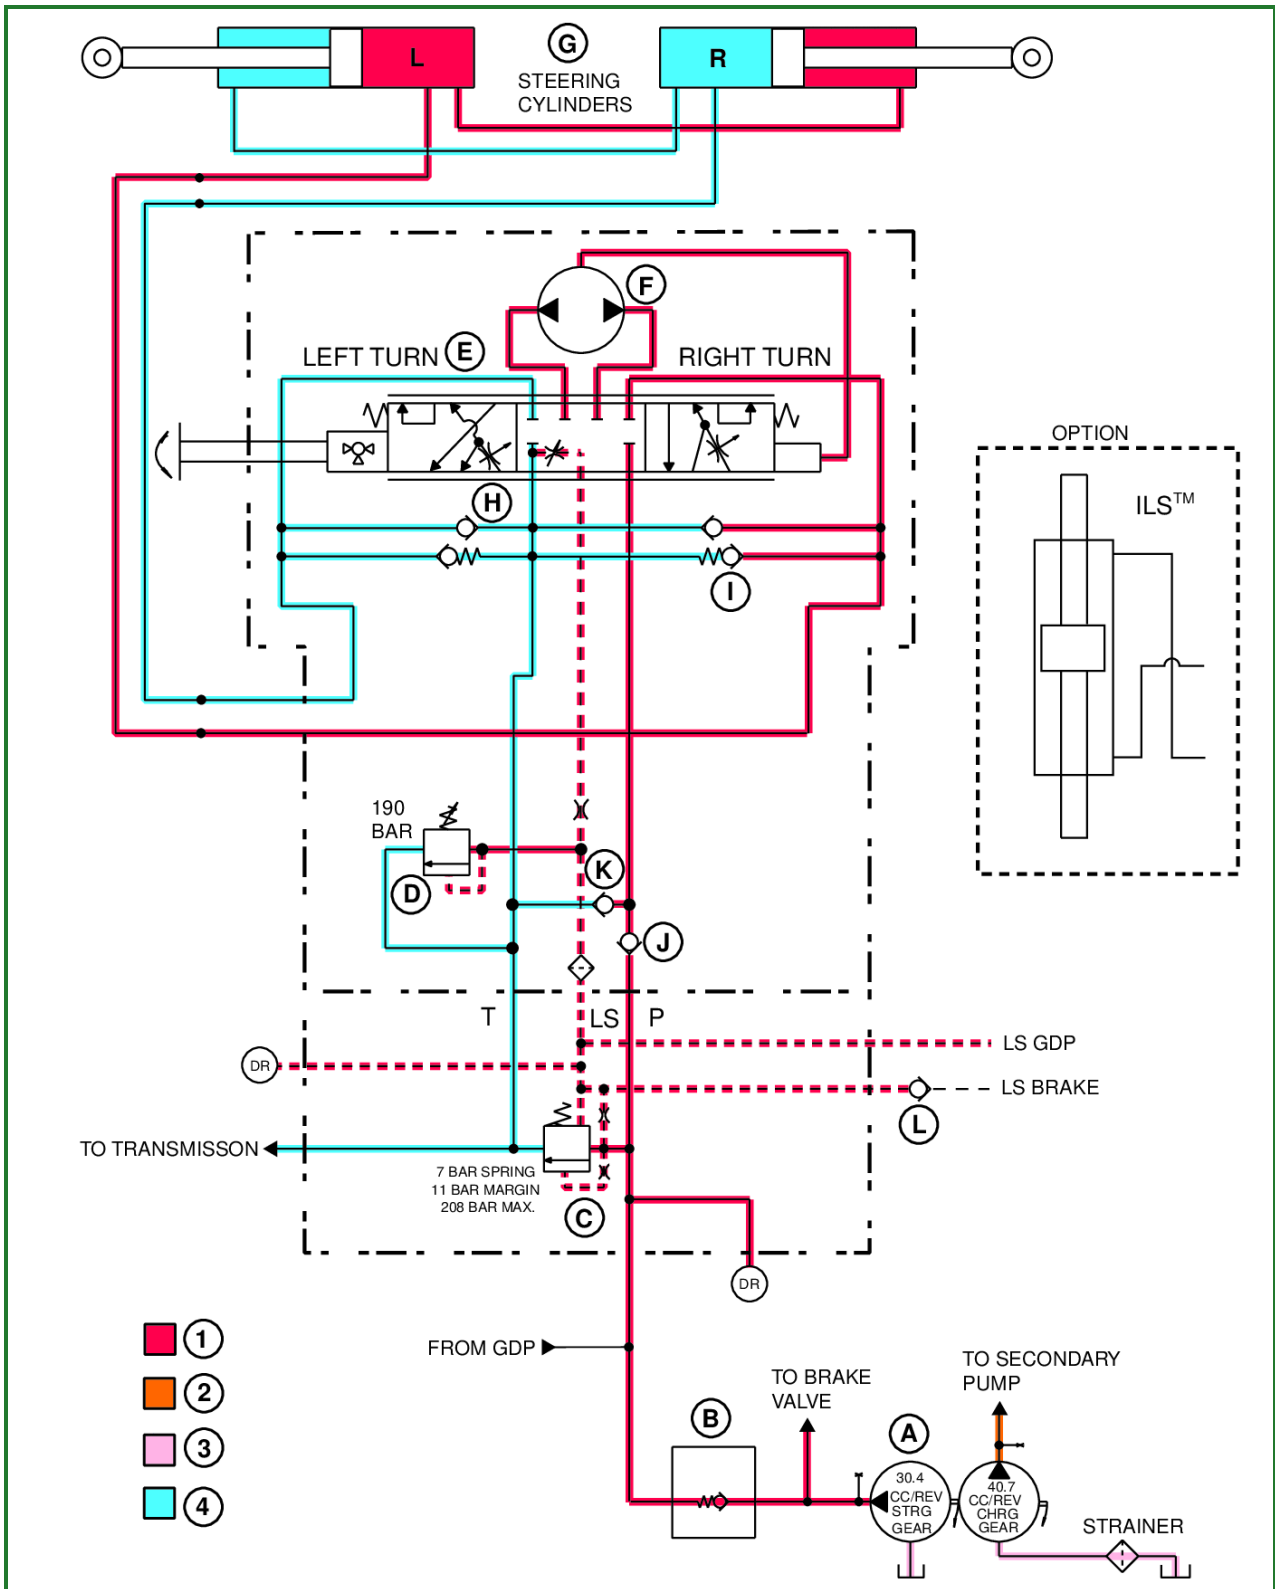 L
G
R
STEERING
CYLINDERS
F
LEFT TURN
E
RIGHT TURN
OPTION
ILS™
H
I
190
BAR
D
K
J
T
LS
P
DR
LS GDP
LS BRAKE
L
TO TRANSMISSON
7 BAR SPRING
11 BAR MARGIN
208 BAR MAX.
C
DR
1
FROM GDP
2
3
4
TO BRAKE
VALVE
TO SECONDARY
PUMP
B
A
30.4
CC/REV
STRG
GEAR
40.7
CC/REV
CHRG
GEAR
STRAINER